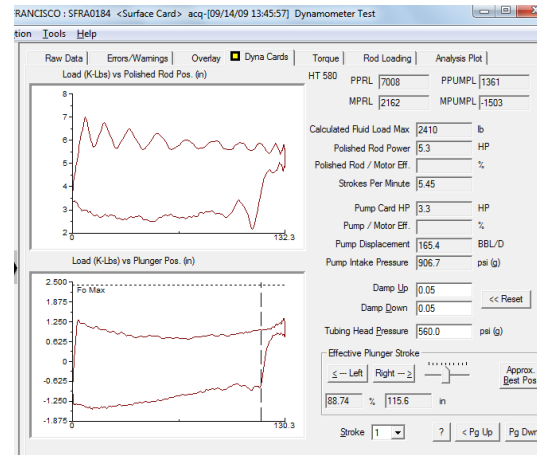 RANCISCO : SFRA0184 <Surface Card> acq-[09/14/09 13:45:57] Dynamometer Test
tion Tools Help
Raw Data Errors/Warnings Overlay Dyna Cards Torque Rod Loading Analysis Plot
Load (K-Lbs) vs Polished Rod Pos. (in)
8
7
6
5
4
3
2
0
132.3
Load (K-Lbs) vs Plunger Pos. (in)
2.500
Fo Max
1.875
1.250
0.625
0
-0.625
-1.250
-1.875
0
130.3
HT 580 PPRL 7008 PPUMPL 1361
MPRL 2162 MPUMPL -1503
Calculated Fluid Load Max 2410 lb
Polished Rod Power 5.3 HP
Polished Rod / Motor Eff. %
Strokes Per Minute 5.45
Pump Card HP 3.3 HP
Pump / Motor Eff. %
Pump Displacement 165.4 BBL/D
Pump Intake Pressure 906.7 psi (g)
Damp Up 0.05
Damp Down 0.05
<< Reset
Tubing Head Pressure 560.0 psi (g)
Effective Plunger Stroke
< -- Left Right -- > Approx.
Best Pos
88.74 % 115.6 in
Stroke 1 ? < Pg Up Pg Dwn